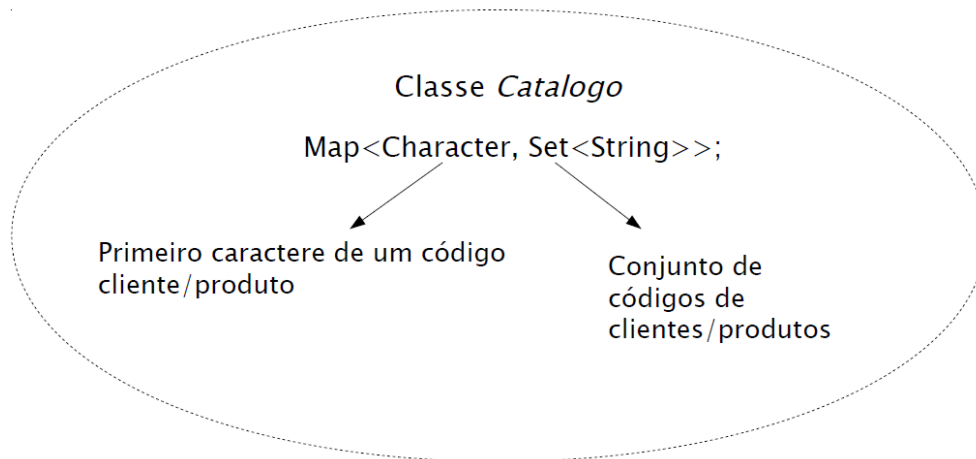 Classe Catalogo
Map<Character, Set<String>>;
Primeiro caractere de um código
cliente/produto
Conjunto de
códigos de
clientes/produtos